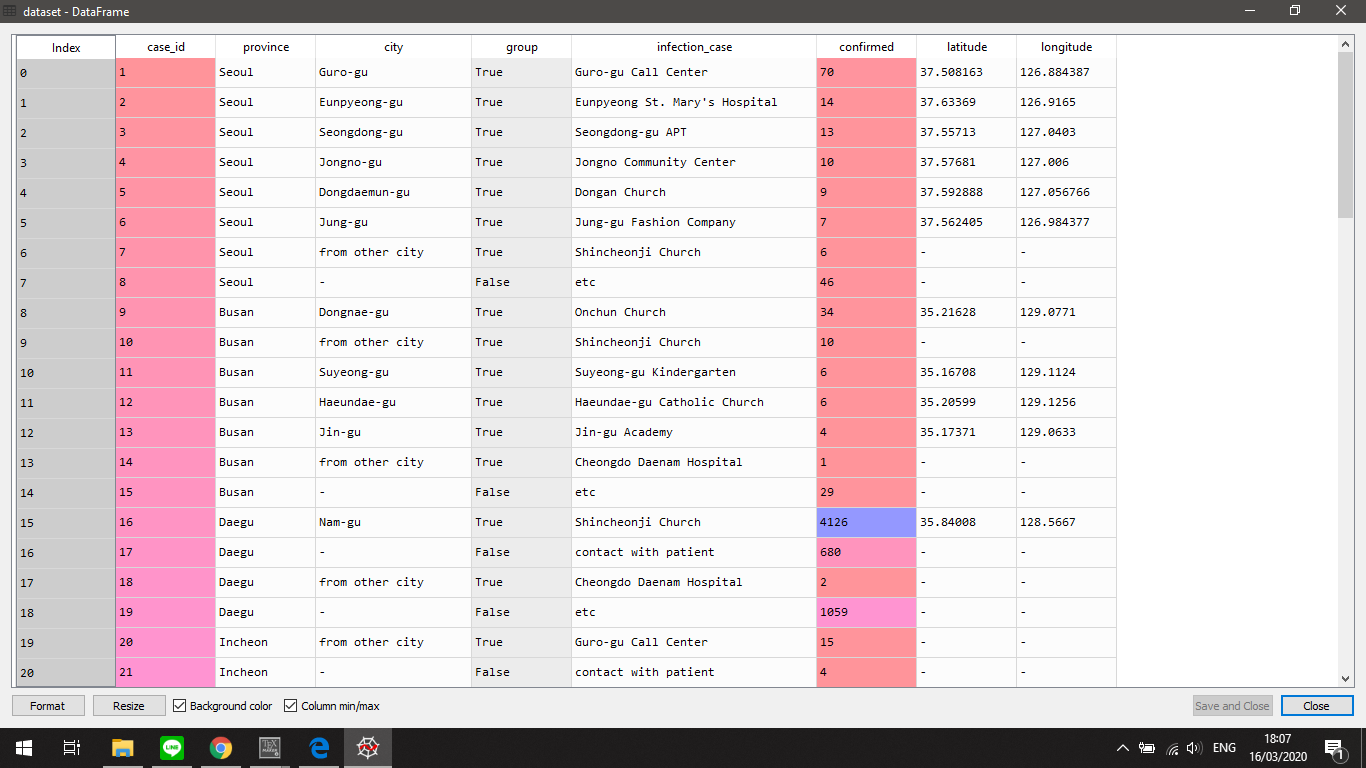 dataset - DataFrame
Index case_id province city group infection_case confirmed latitude longitude
0 1 Seoul Guro-gu True Guro-gu Call Center 70 37.508163 126.884387
1 2 Seoul Eunpyeong-gu True Eunpyeong St. Mary's Hospital 14 37.63369 126.9165
2 3 Seoul Seongdong-gu True Seongdong-gu APT 13 37.55713 127.0403
3 4 Seoul Jongno-gu True Jongno Community Center 10 37.57681 127.006
4 5 Seoul Dongdaemun-gu True Dongan Church 9 37.592888 127.056766
5 6 Seoul Jung-gu True Jung-gu Fashion Company 7 37.562405 126.984377
6 7 Seoul from other city True Shincheonji Church 6 - -
7 8 Seoul - False etc 46 - -
8 9 Busan Dongnae-gu True Onchun Church 34 35.21628 129.0771
9 10 Busan from other city True Shincheonji Church 10 - -
10 11 Busan Suyeong-gu True Suyeong-gu Kindergarten 6 35.16708 129.1124
11 12 Busan Haeundae-gu True Haeundae-gu Catholic Church 6 35.20599 129.1256
12 13 Busan Jin-gu True Jin-gu Academy 4 35.17371 129.0633
13 14 Busan from other city True Cheongdo Daenam Hospital 1 - -
14 15 Busan - False etc 29 - -
15 16 Daegu Nam-gu True Shincheonji Church 4126 35.84008 128.5667
16 17 Daegu - False contact with patient 680 - -
17 18 Daegu from other city True Cheongdo Daenam Hospital 2 - -
18 19 Daegu - False etc 1059 - -
19 20 Incheon from other city True Guro-gu Call Center 15 - -
20 21 Incheon - False contact with patient 4 - -
Format Resize Background color Column min/max Save and Close Close
LINE TEX MAKER ENG 18:07
16/03/2020 1